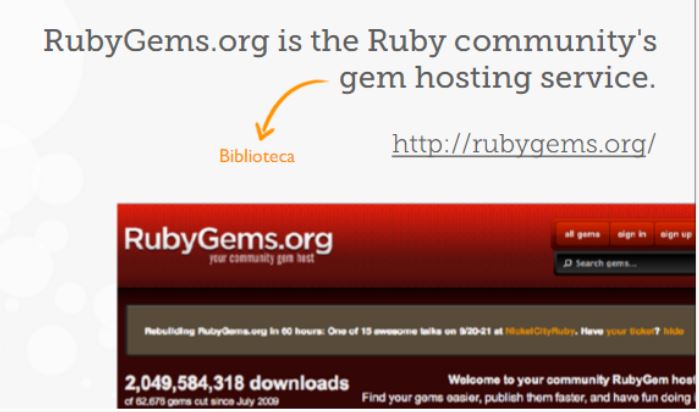 RubyGems.org is the Ruby community's
gem hosting service.
Biblioteca
http://rubygems.org/
RubyGems.org
your community gem host
all gems sign in sign up
Search gems...
Rebuilding RubyGems.org in 60 hours: One of 15 awesome talks on 9/20-21 at NickelCityRuby. Have your ticket? hide
2,049,584,318 downloads
of 62,678 gems cut since July 2009
Welcome to your community RubyGem host
Find your gems easier, publish them faster, and have fun doing